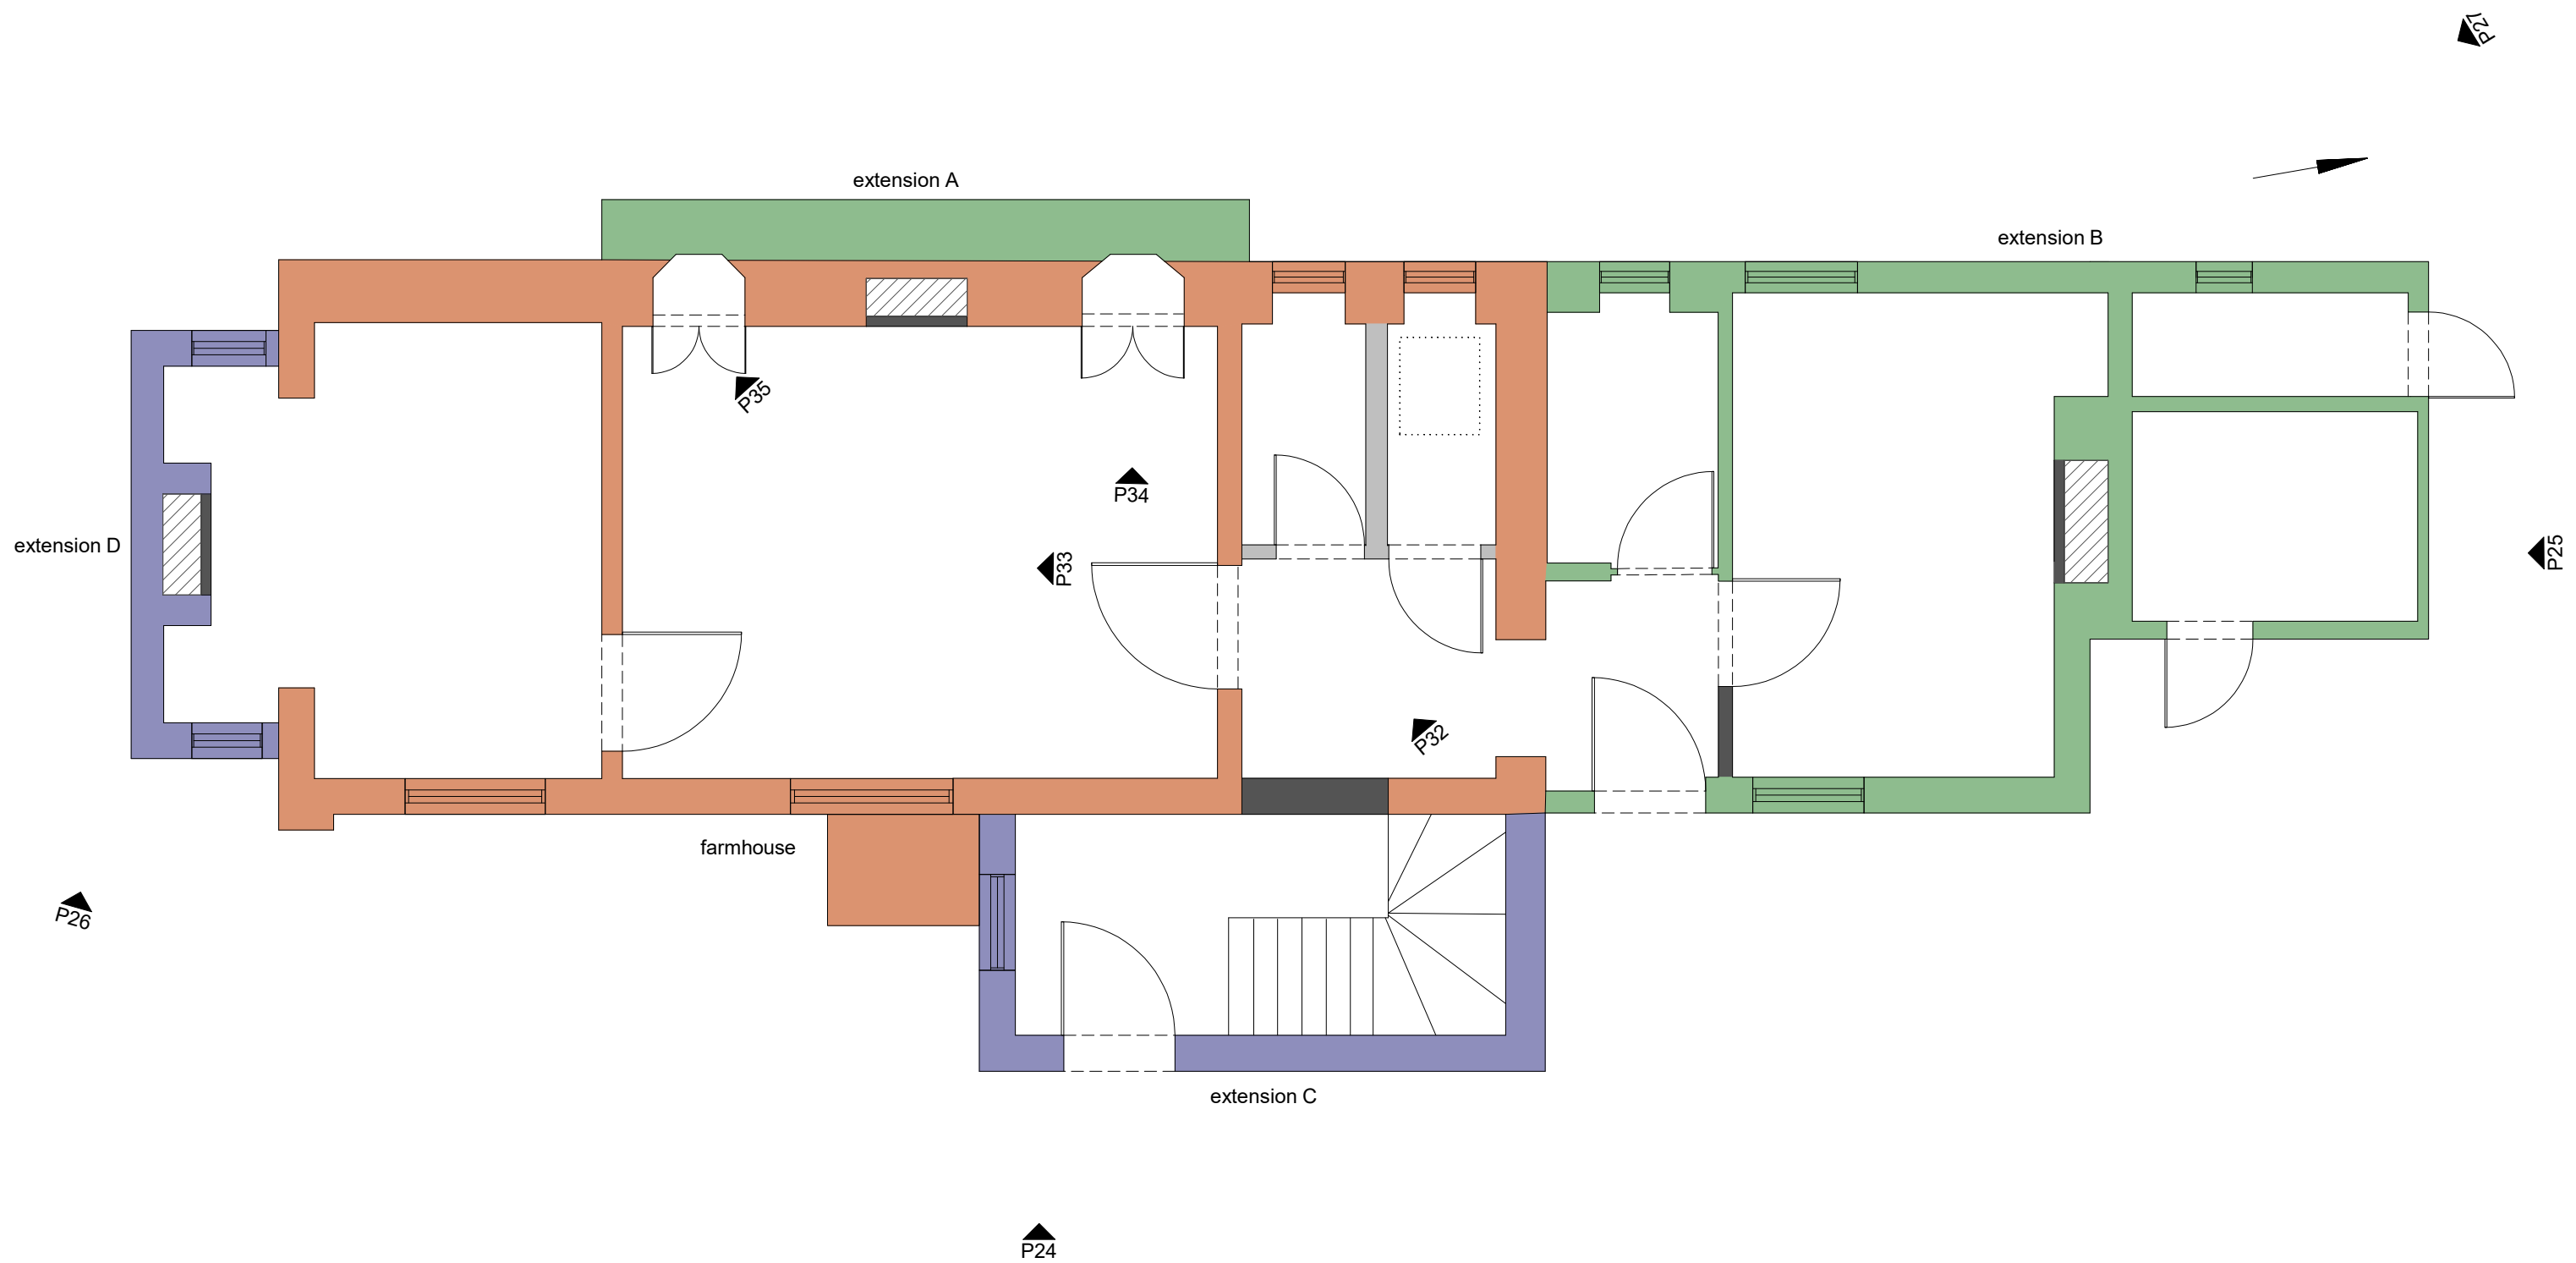 P27
extension A
extension B
P35
P34
extension D
P33
P25
P32
farmhouse
P26
extension C
P24